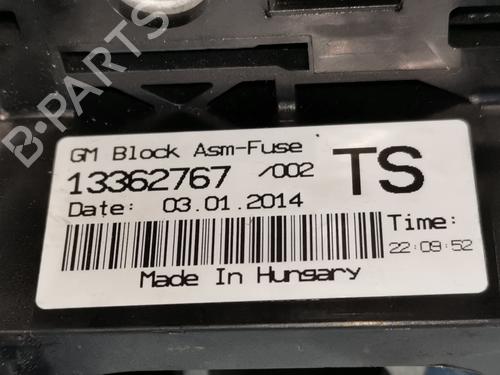 B-PARTS
GM Block Asm-Fuse
13362767 /002 TS
Date: 03.01.2014
Time:
22:09:52
Made In Hungary